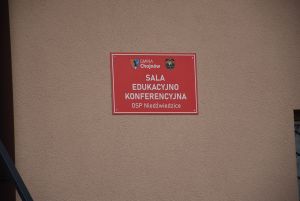 GMINA
Chojnów
SALA
EDUKACYJNO
KONFERENCYJNA
OSP Niedźwiedzice